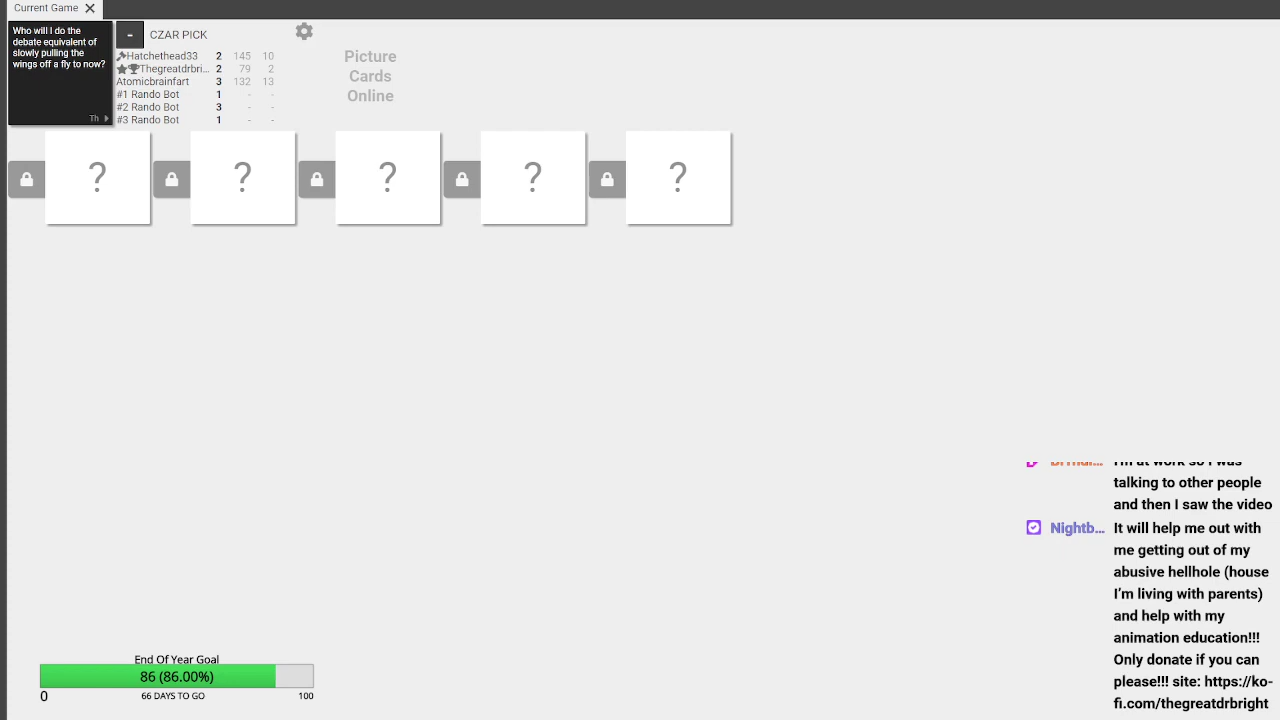 Current Game
Who will I do the
debate equivalent of
slowly pulling the
wings off a fly to now?
Th
-
CZAR PICK
Hatchethead33 2 145 10
Thegreatdrbri... 2 79 2
Atomicbrainfart 3 132 13
#1 Rando Bot 1 - -
#2 Rando Bot 3 - -
#3 Rando Bot 1 - -
Picture
Cards
Online
? ? ? ? ?
I'm at work so I was
talking to other people
and then I saw the video
Nightb... It will help me out with
me getting out of my
abusive hellhole (house
I'm living with parents)
and help with my
animation education!!!
Only donate if you can
please!!! site: https://ko-
fi.com/thegreatdrbright
End Of Year Goal
86 (86.00%)
0 66 DAYS TO GO 100